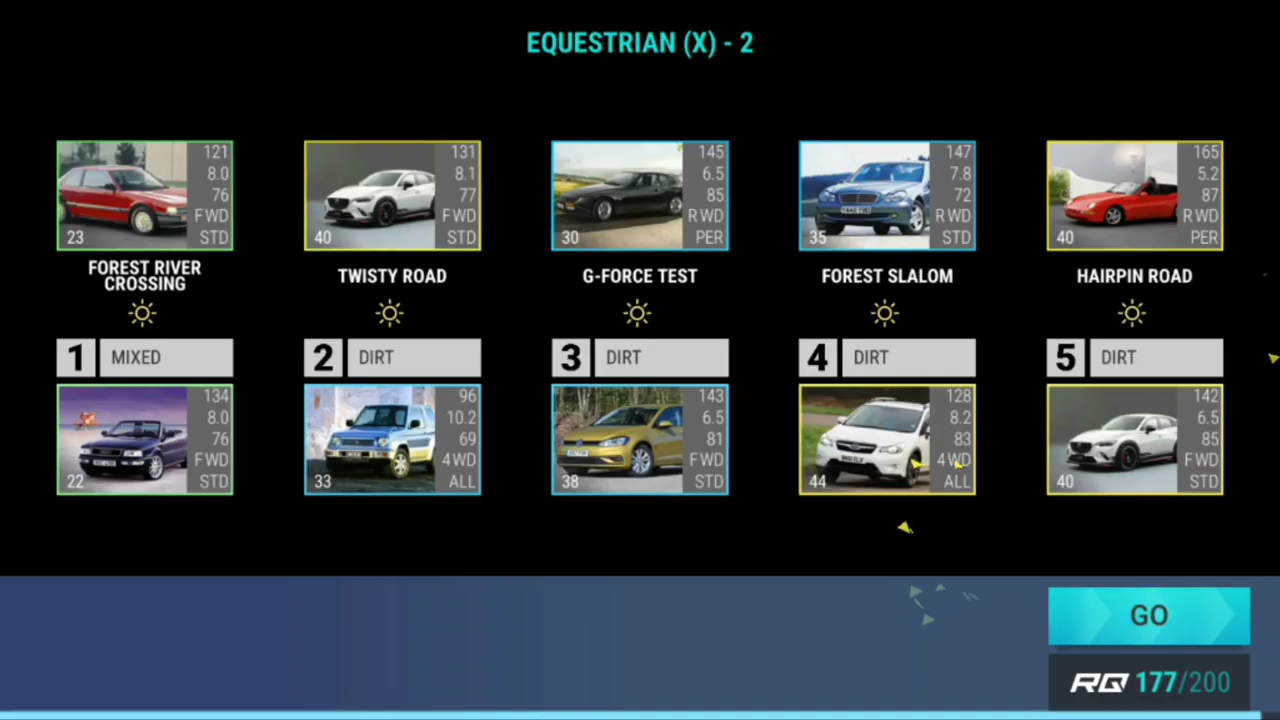 EQUESTRIAN (X) - 2
121
8.0
76
FWD
23 STD
131
8.1
77
FWD
40 STD
145
6.5
85
RWD
30 PER
147
7.8
72
RWD
35 STD
165
5.2
87
RWD
40 PER
FOREST RIVER
CROSSING
TWISTY ROAD
G-FORCE TEST
FOREST SLALOM
HAIRPIN ROAD
1 MIXED
2 DIRT
3 DIRT
4 DIRT
5 DIRT
134
8.0
76
FWD
22 STD
96
10.2
69
4WD
33 ALL
143
6.5
81
FWD
38 STD
128
8.2
83
4WD
44 ALL
142
6.5
85
FWD
40 STD
GO
RQ 177/200